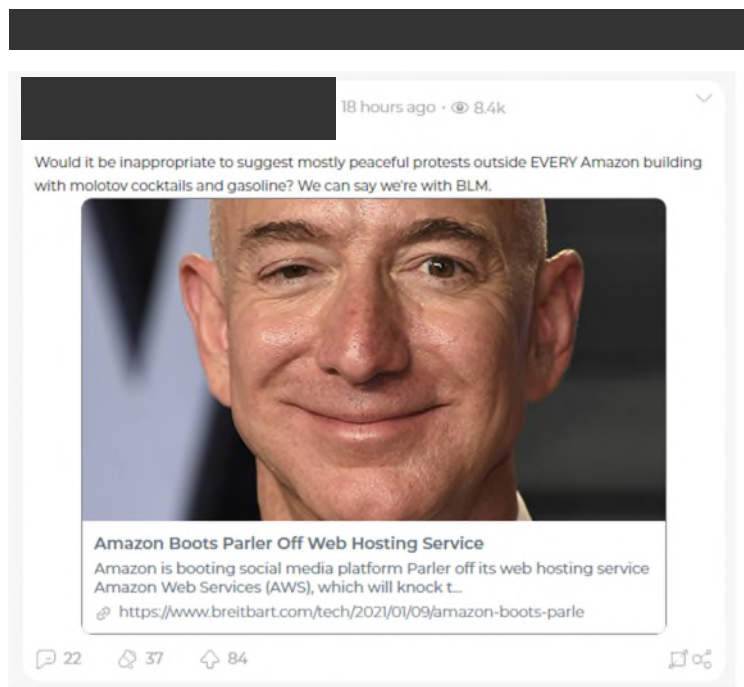 18 hours ago · 8.4k
Would it be inappropriate to suggest mostly peaceful protests outside EVERY Amazon building
with molotov cocktails and gasoline? We can say we're with BLM.
Amazon Boots Parler Off Web Hosting Service
Amazon is booting social media platform Parler off its web hosting service
Amazon Web Services (AWS), which will knock t...
https://www.breitbart.com/tech/2021/01/09/amazon-boots-parle
22 37 84